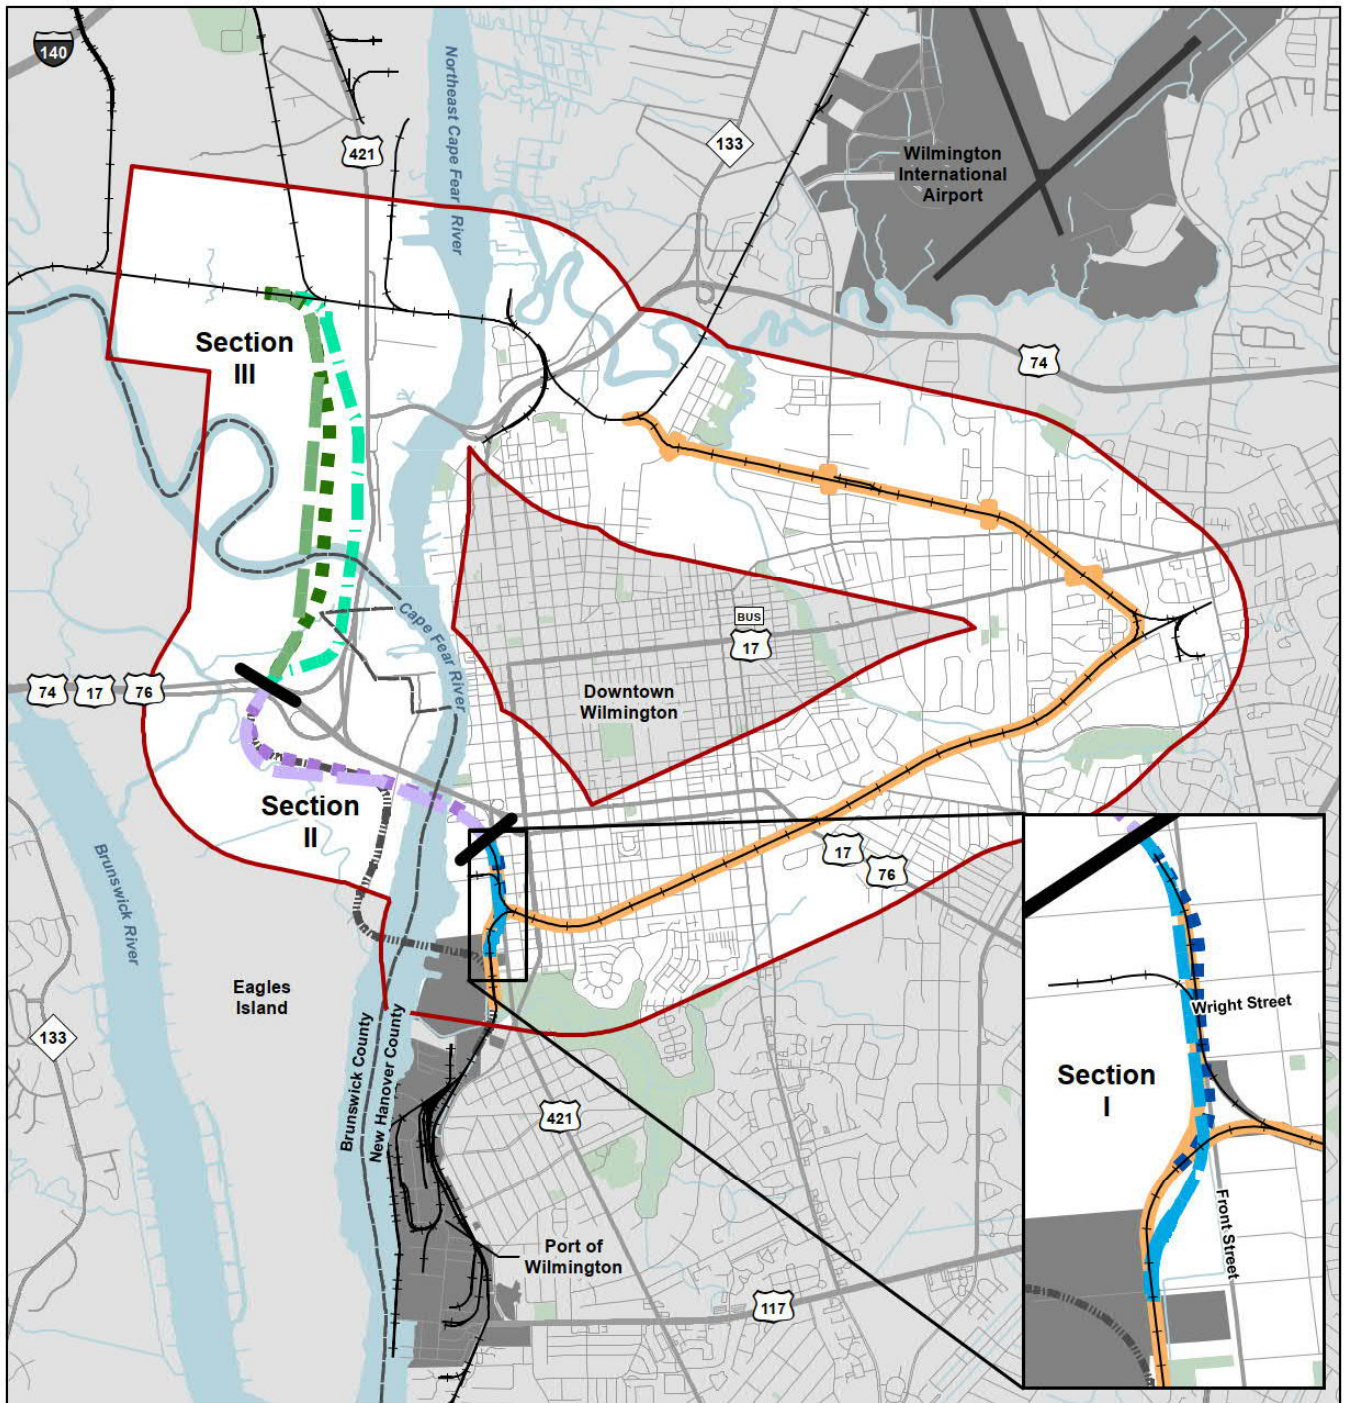 140
421
Northeast Cape Fear River
133
Wilmington
International
Airport
Section
III
74
Cape Fear River
BUS
17
74
17
76
Downtown
Wilmington
Section
II
17
76
Brunswick River
Eagles
Island
133
Brunswick County
New Hanover County
421
Port of
Wilmington
117
Wright Street
Section
I
Front Street